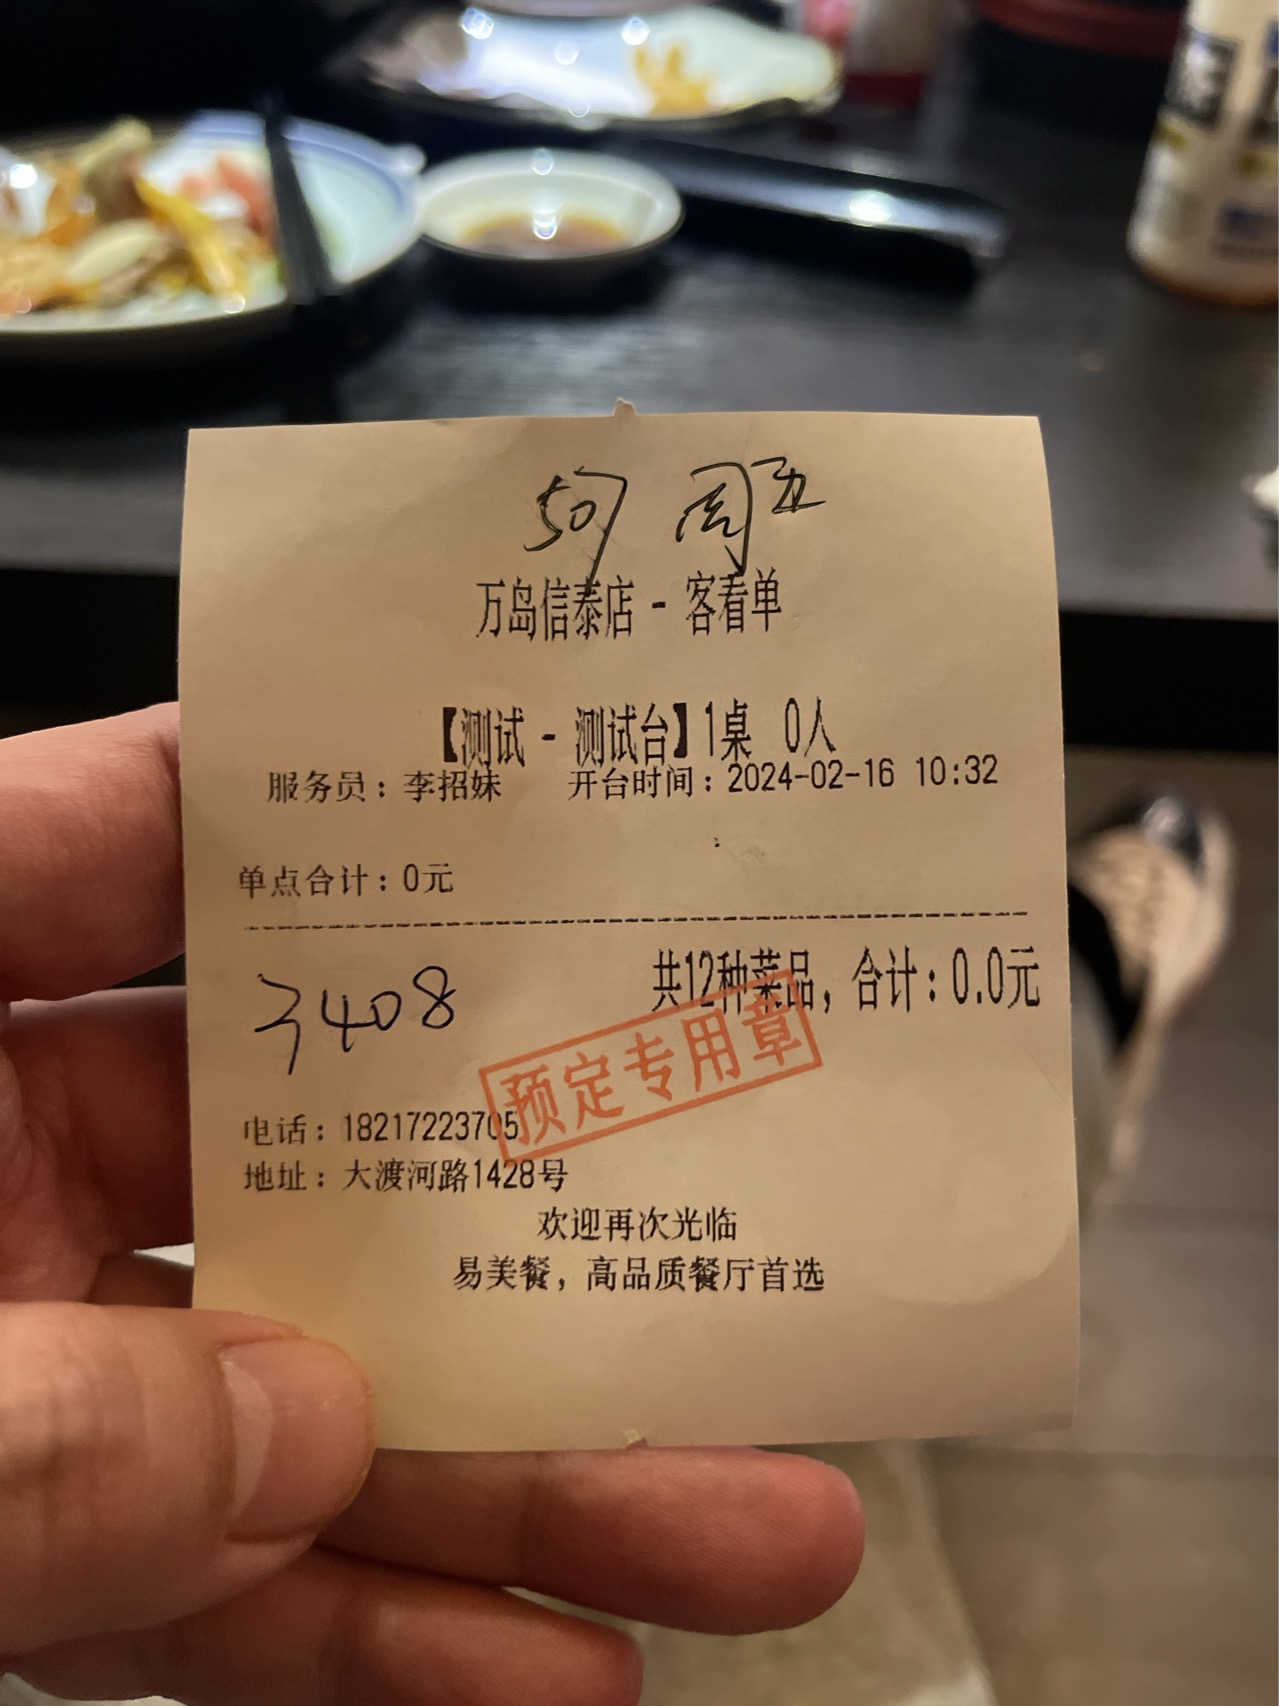 507 周五
万岛信泰店 - 客看单
【测试 - 测试台】1桌 0人
服务员：李招妹 开台时间：2024-02-16 10:32
单点合计：0元
共12种菜品，合计：0.0元
3408
预定专用章
电话：18217223705
地址：大渡河路1428号
欢迎再次光临
易美餐，高品质餐厅首选